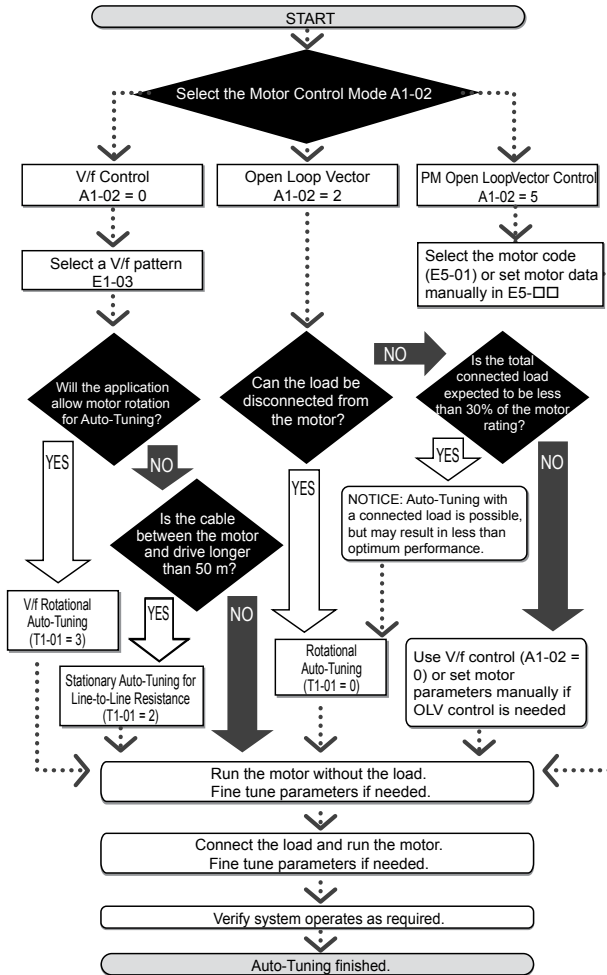 START
Select the Motor Control Mode A1-02
V/f Control
A1-02 = 0
Open Loop Vector
A1-02 = 2
PM Open LoopVector Control
A1-02 = 5
Select a V/f pattern
E1-03
Select the motor code
(E5-01) or set motor data
manually in E5-□□
Will the application
allow motor rotation
for Auto-Tuning?
Can the load be
disconnected from
the motor?
NO
Is the total
connected load
expected to be less
than 30% of the motor
rating?
YES
NO
Is the cable
between the motor
and drive longer
than 50 m?
YES
YES
NO
NOTICE: Auto-Tuning with
a connected load is possible,
but may result in less than
optimum performance.
V/f Rotational
Auto-Tuning
(T1-01 = 3)
YES
NO
Stationary Auto-Tuning for
Line-to-Line Resistance
(T1-01 = 2)
Rotational
Auto-Tuning
(T1-01 = 0)
Use V/f control (A1-02 =
0) or set motor
parameters manually if
OLV control is needed
Run the motor without the load.
Fine tune parameters if needed.
Connect the load and run the motor.
Fine tune parameters if needed.
Verify system operates as required.
Auto-Tuning finished.